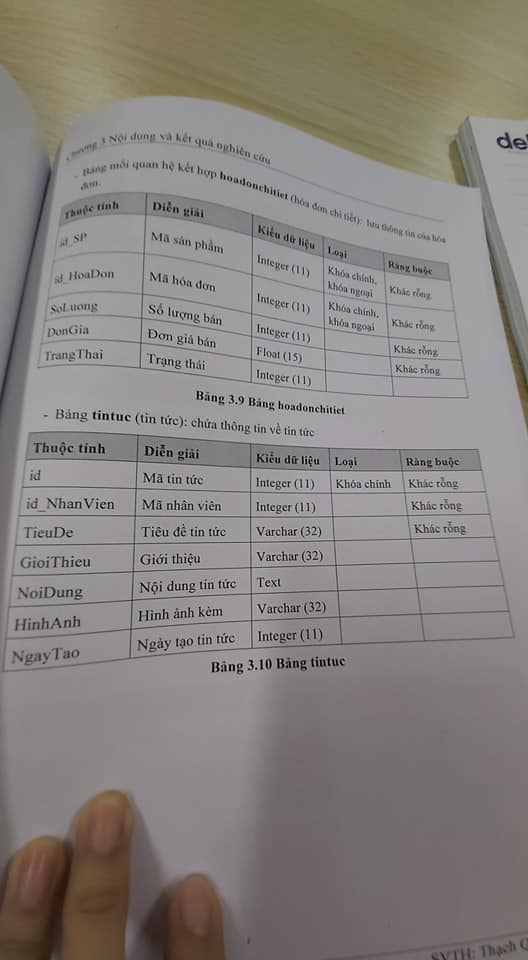 Chương 3 Nội dung và kết quả nghiên cứu
- Bảng mối quan hệ kết hợp hoadonchitiet (hóa đơn chi tiết): lưu thông tin của hóa
đơn.
Thuộc tính Diễn giải Kiểu dữ liệu Loại Ràng buộc
id_SP Mã sản phẩm Integer (11) Khóa chính, khóa ngoại Khác rỗng
id_HoaDon Mã hóa đơn Integer (11) Khóa chính, khóa ngoại Khác rỗng
SoLuong Số lượng bán Integer (11) Khác rỗng
DonGia Đơn giá bán Float (15) Khác rỗng
TrangThai Trạng thái Integer (11)
Bảng 3.9 Bảng hoadonchitiet
- Bảng tintuc (tin tức): chứa thông tin về tin tức
Thuộc tính Diễn giải Kiểu dữ liệu Loại Ràng buộc
id Mã tin tức Integer (11) Khóa chính Khác rỗng
id_NhanVien Mã nhân viên Integer (11) Khác rỗng
TieuDe Tiêu đề tin tức Varchar (32) Khác rỗng
GioiThieu Giới thiệu Varchar (32)
NoiDung Nội dung tin tức Text
HinhAnh Hình ảnh kèm Varchar (32)
NgayTao Ngày tạo tin tức Integer (11)
Bảng 3.10 Bảng tintuc
SVTH: Thạch